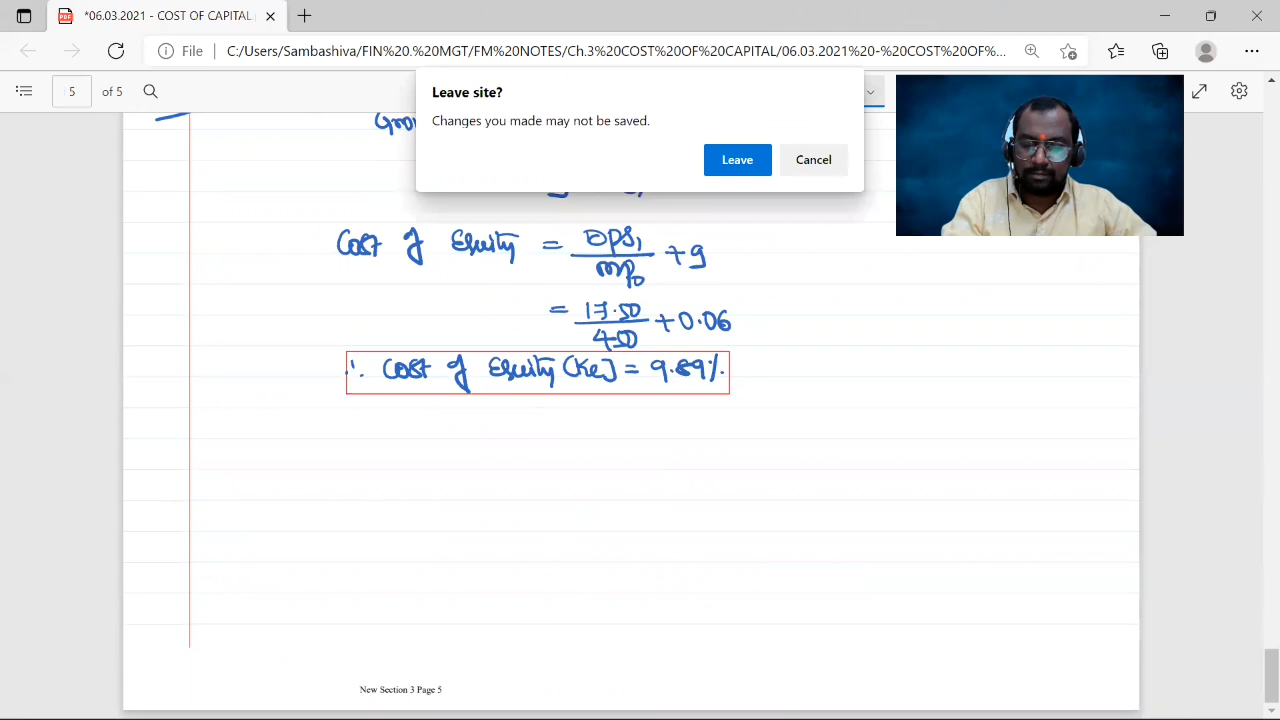 *06.03.2021 - COST OF CAPITAL
File C:/Users/Sambashiva/FIN%20.%20MGT/FM%20NOTES/Ch.3%20COST%20OF%20CAPITAL/06.03.2021%20-%20COST%20OF%...
5 of 5
Leave site?
Changes you made may not be saved.
Leave Cancel
Cost of Equity = DPS1 / MP0 + g
= 17.50 / 450 + 0.06
∴ Cost of Equity (Ke] = 9.89%
New Section 3 Page 5